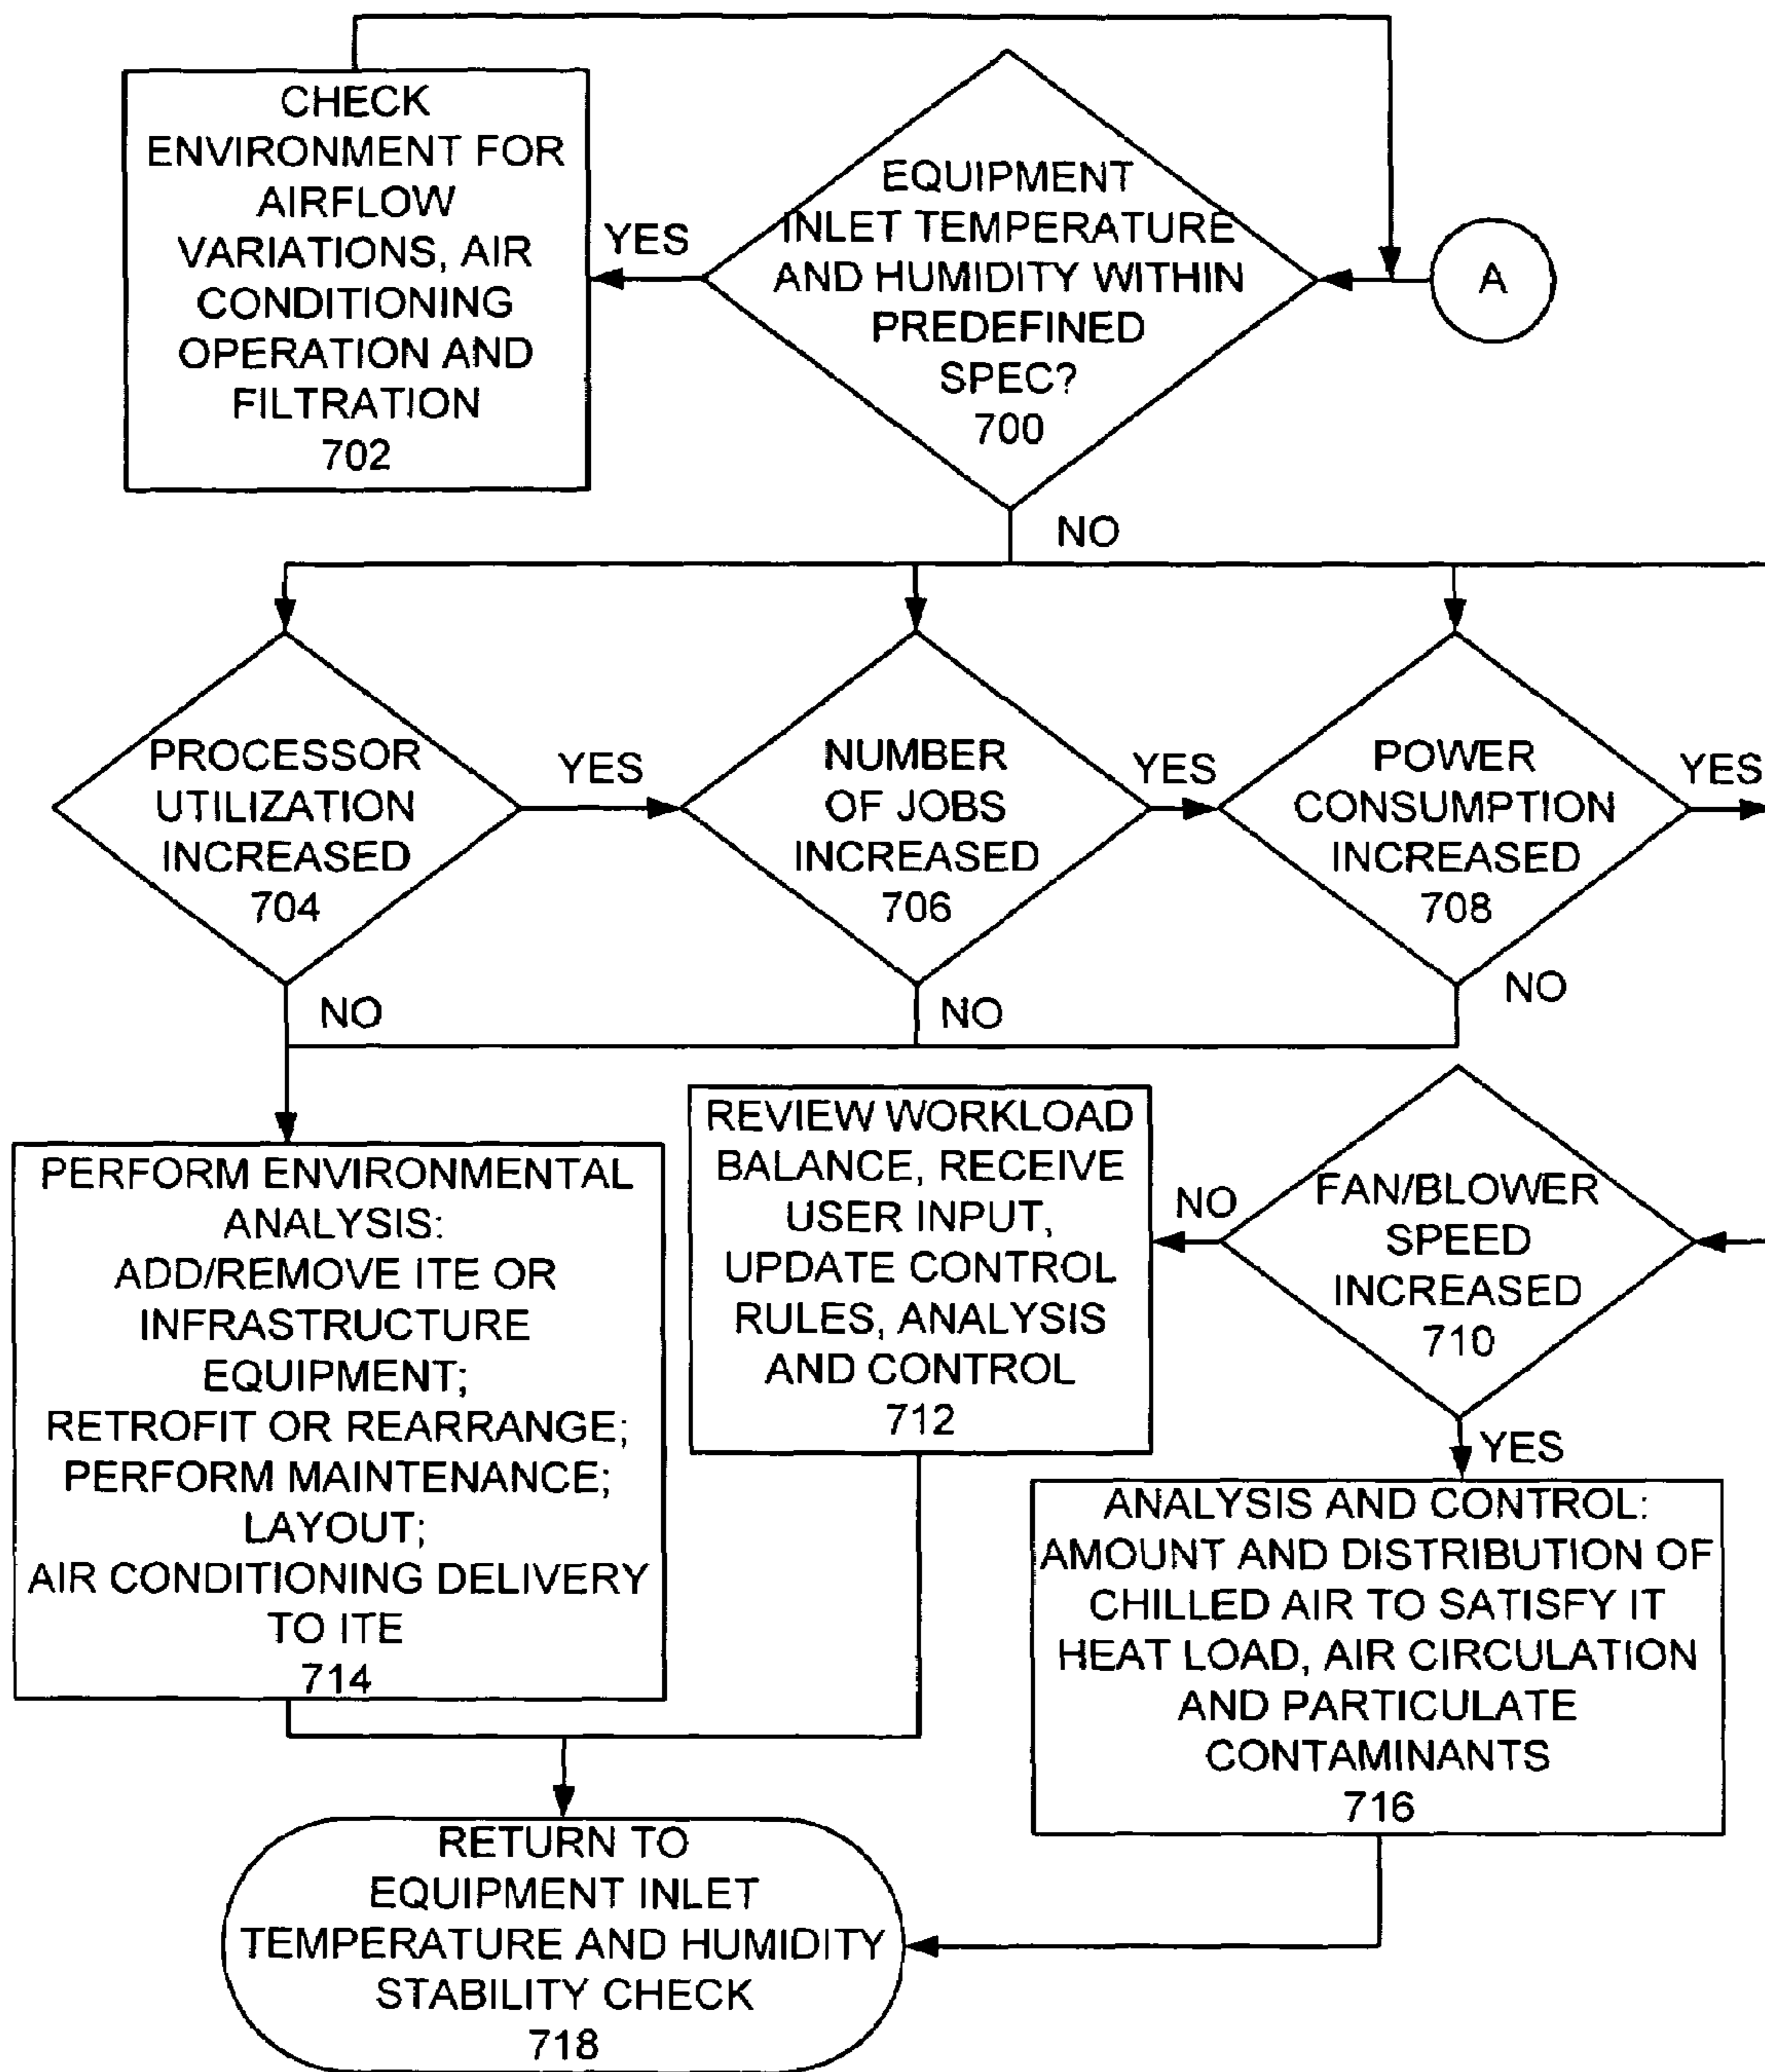 CHECK
ENVIRONMENT FOR
AIRFLOW
VARIATIONS, AIR
CONDITIONING
OPERATION AND
FILTRATION
702
YES
EQUIPMENT
INLET TEMPERATURE
AND HUMIDITY WITHIN
PREDEFINED
SPEC?
700
A
NO
PROCESSOR
UTILIZATION
INCREASED
704
YES
NUMBER
OF JOBS
INCREASED
706
YES
POWER
CONSUMPTION
INCREASED
708
YES
NO
NO
NO
PERFORM ENVIRONMENTAL
ANALYSIS:
ADD/REMOVE ITE OR
INFRASTRUCTURE
EQUIPMENT;
RETROFIT OR REARRANGE;
PERFORM MAINTENANCE;
LAYOUT;
AIR CONDITIONING DELIVERY
TO ITE
714
REVIEW WORKLOAD
BALANCE, RECEIVE
USER INPUT,
UPDATE CONTROL
RULES, ANALYSIS
AND CONTROL
712
NO
FAN/BLOWER
SPEED
INCREASED
710
YES
ANALYSIS AND CONTROL:
AMOUNT AND DISTRIBUTION OF
CHILLED AIR TO SATISFY IT
HEAT LOAD, AIR CIRCULATION
AND PARTICULATE
CONTAMINANTS
716
RETURN TO
EQUIPMENT INLET
TEMPERATURE AND HUMIDITY
STABILITY CHECK
718